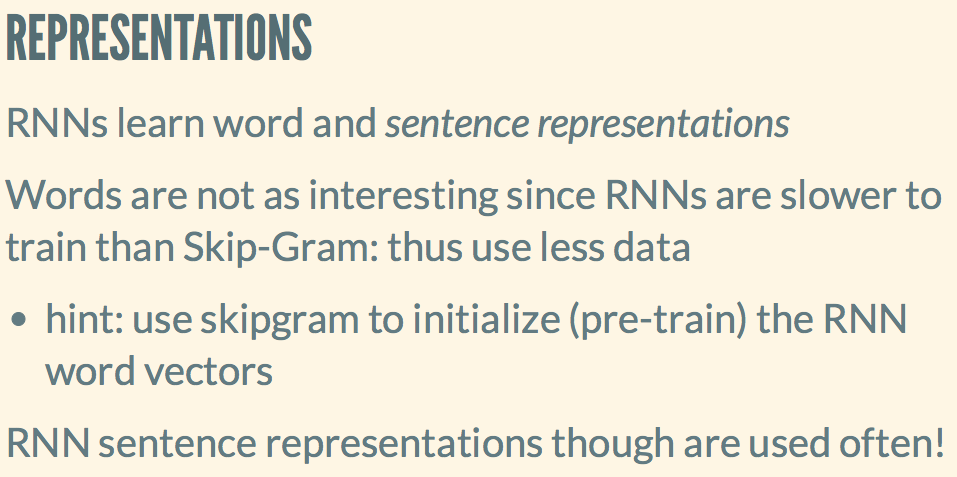 REPRESENTATIONS
RNNs learn word and sentence representations
Words are not as interesting since RNNs are slower to
train than Skip-Gram: thus use less data
• hint: use skipgram to initialize (pre-train) the RNN
word vectors
RNN sentence representations though are used often!